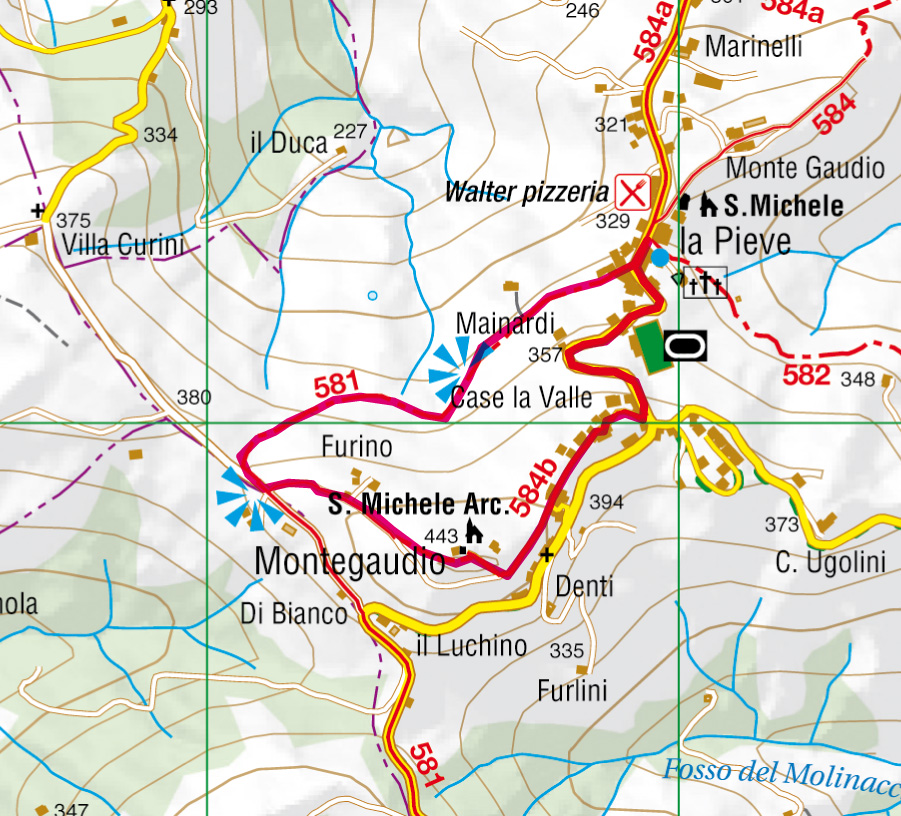 293
246
584a
584a
Marinelli
334
il Duca
227
321
584
Monte Gaudio
Walter pizzeria
329
S.Michele
la Pieve
375
Villa Curini
Mainardi
357
582
348
581
380
Case la Valle
Furino
584b
S. Michele Arc.
443
394
373
Montegaudio
C. Ugolini
Denti
Di Bianco
il Luchino
335
Furlini
581
Fosso del Molinacc
347